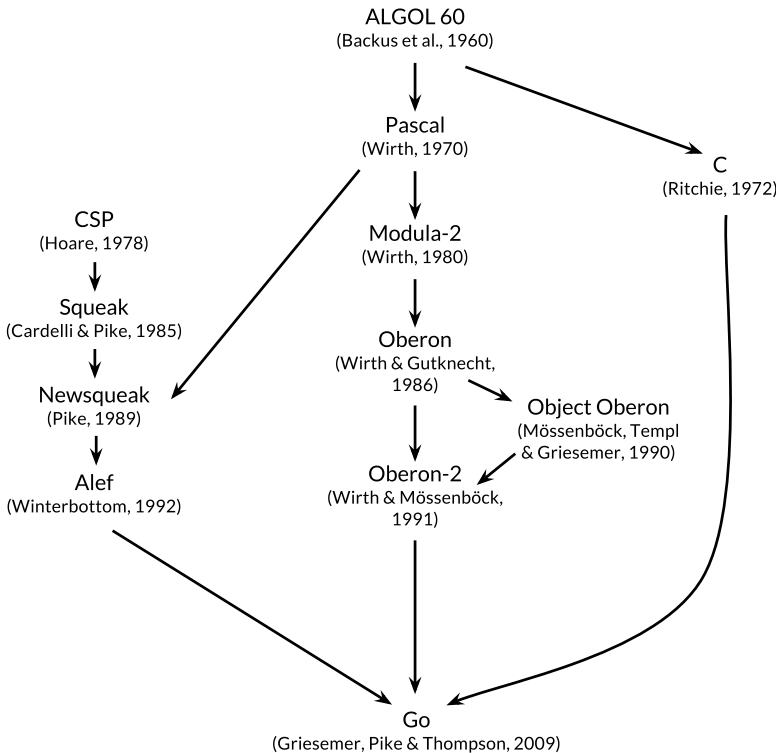 ALGOL 60
(Backus et al., 1960)
Pascal
(Wirth, 1970)
C
(Ritchie, 1972)
CSP
(Hoare, 1978)
Modula-2
(Wirth, 1980)
Squeak
(Cardelli & Pike, 1985)
Oberon
(Wirth & Gutknecht,
1986)
Newsqueak
(Pike, 1989)
Object Oberon
(Mössenböck, Templ
& Griesemer, 1990)
Alef
(Winterbottom, 1992)
Oberon-2
(Wirth & Mössenböck,
1991)
Go
(Griesemer, Pike & Thompson, 2009)